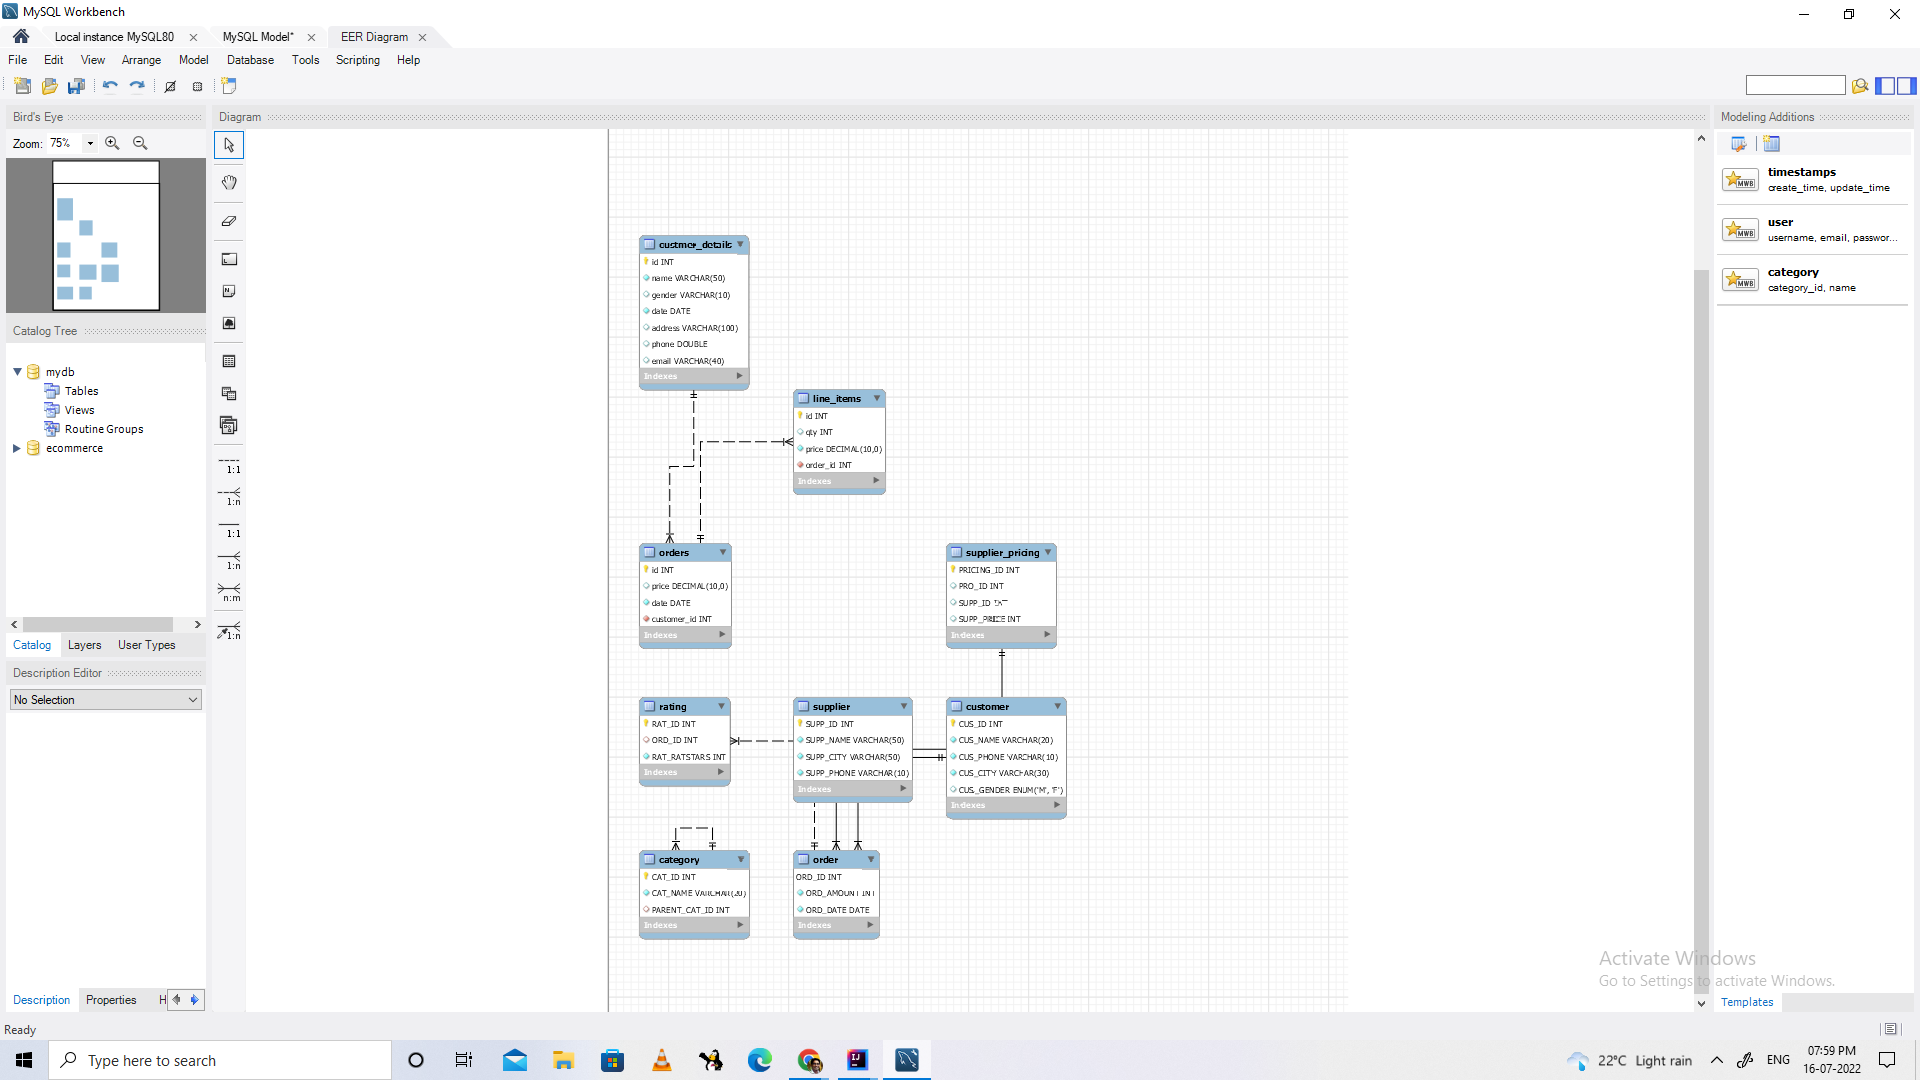 MySQL Workbench
Local instance MySQL80
MySQL Model*
EER Diagram
File Edit View Arrange Model Database Tools Scripting Help
Bird's Eye
Zoom: 75%
Catalog Tree
mydb
Tables
Views
Routine Groups
ecommerce
Catalog Layers User Types
Description Editor
No Selection
Description Properties H
Ready
Diagram
1:1
1:n
1:1
1:n
n:m
1:n
custmer_details
id INT
name VARCHAR(50)
gender VARCHAR(10)
date DATE
address VARCHAR(100)
phone DOUBLE
email VARCHAR(40)
Indexes
line_items
id INT
qty INT
price DECIMAL(10,0)
order_id INT
Indexes
orders
id INT
price DECIMAL(10,0)
date DATE
customer_id INT
Indexes
supplier_pricing
PRICING_ID INT
PRO_ID INT
SUPP_ID INT
SUPP_PRICE INT
Indexes
rating
RAT_ID INT
ORD_ID INT
RAT_RATSTARS INT
Indexes
supplier
SUPP_ID INT
SUPP_NAME VARCHAR(50)
SUPP_CITY VARCHAR(50)
SUPP_PHONE VARCHAR(10)
Indexes
customer
CUS_ID INT
CUS_NAME VARCHAR(20)
CUS_PHONE VARCHAR(10)
CUS_CITY VARCHAR(30)
CUS_GENDER ENUM('M', 'F')
Indexes
category
CAT_ID INT
CAT_NAME VARCHAR(20)
PARENT_CAT_ID INT
Indexes
order
ORD_ID INT
ORD_AMOUNT INT
ORD_DATE DATE
Indexes
Modeling Additions
MWB
timestamps
create_time, update_time
MWB
user
username, email, passwor...
MWB
category
category_id, name
Activate Windows
Go to Settings to activate Windows.
Templates
Type here to search
22°C Light rain
ENG
07:59 PM
16-07-2022